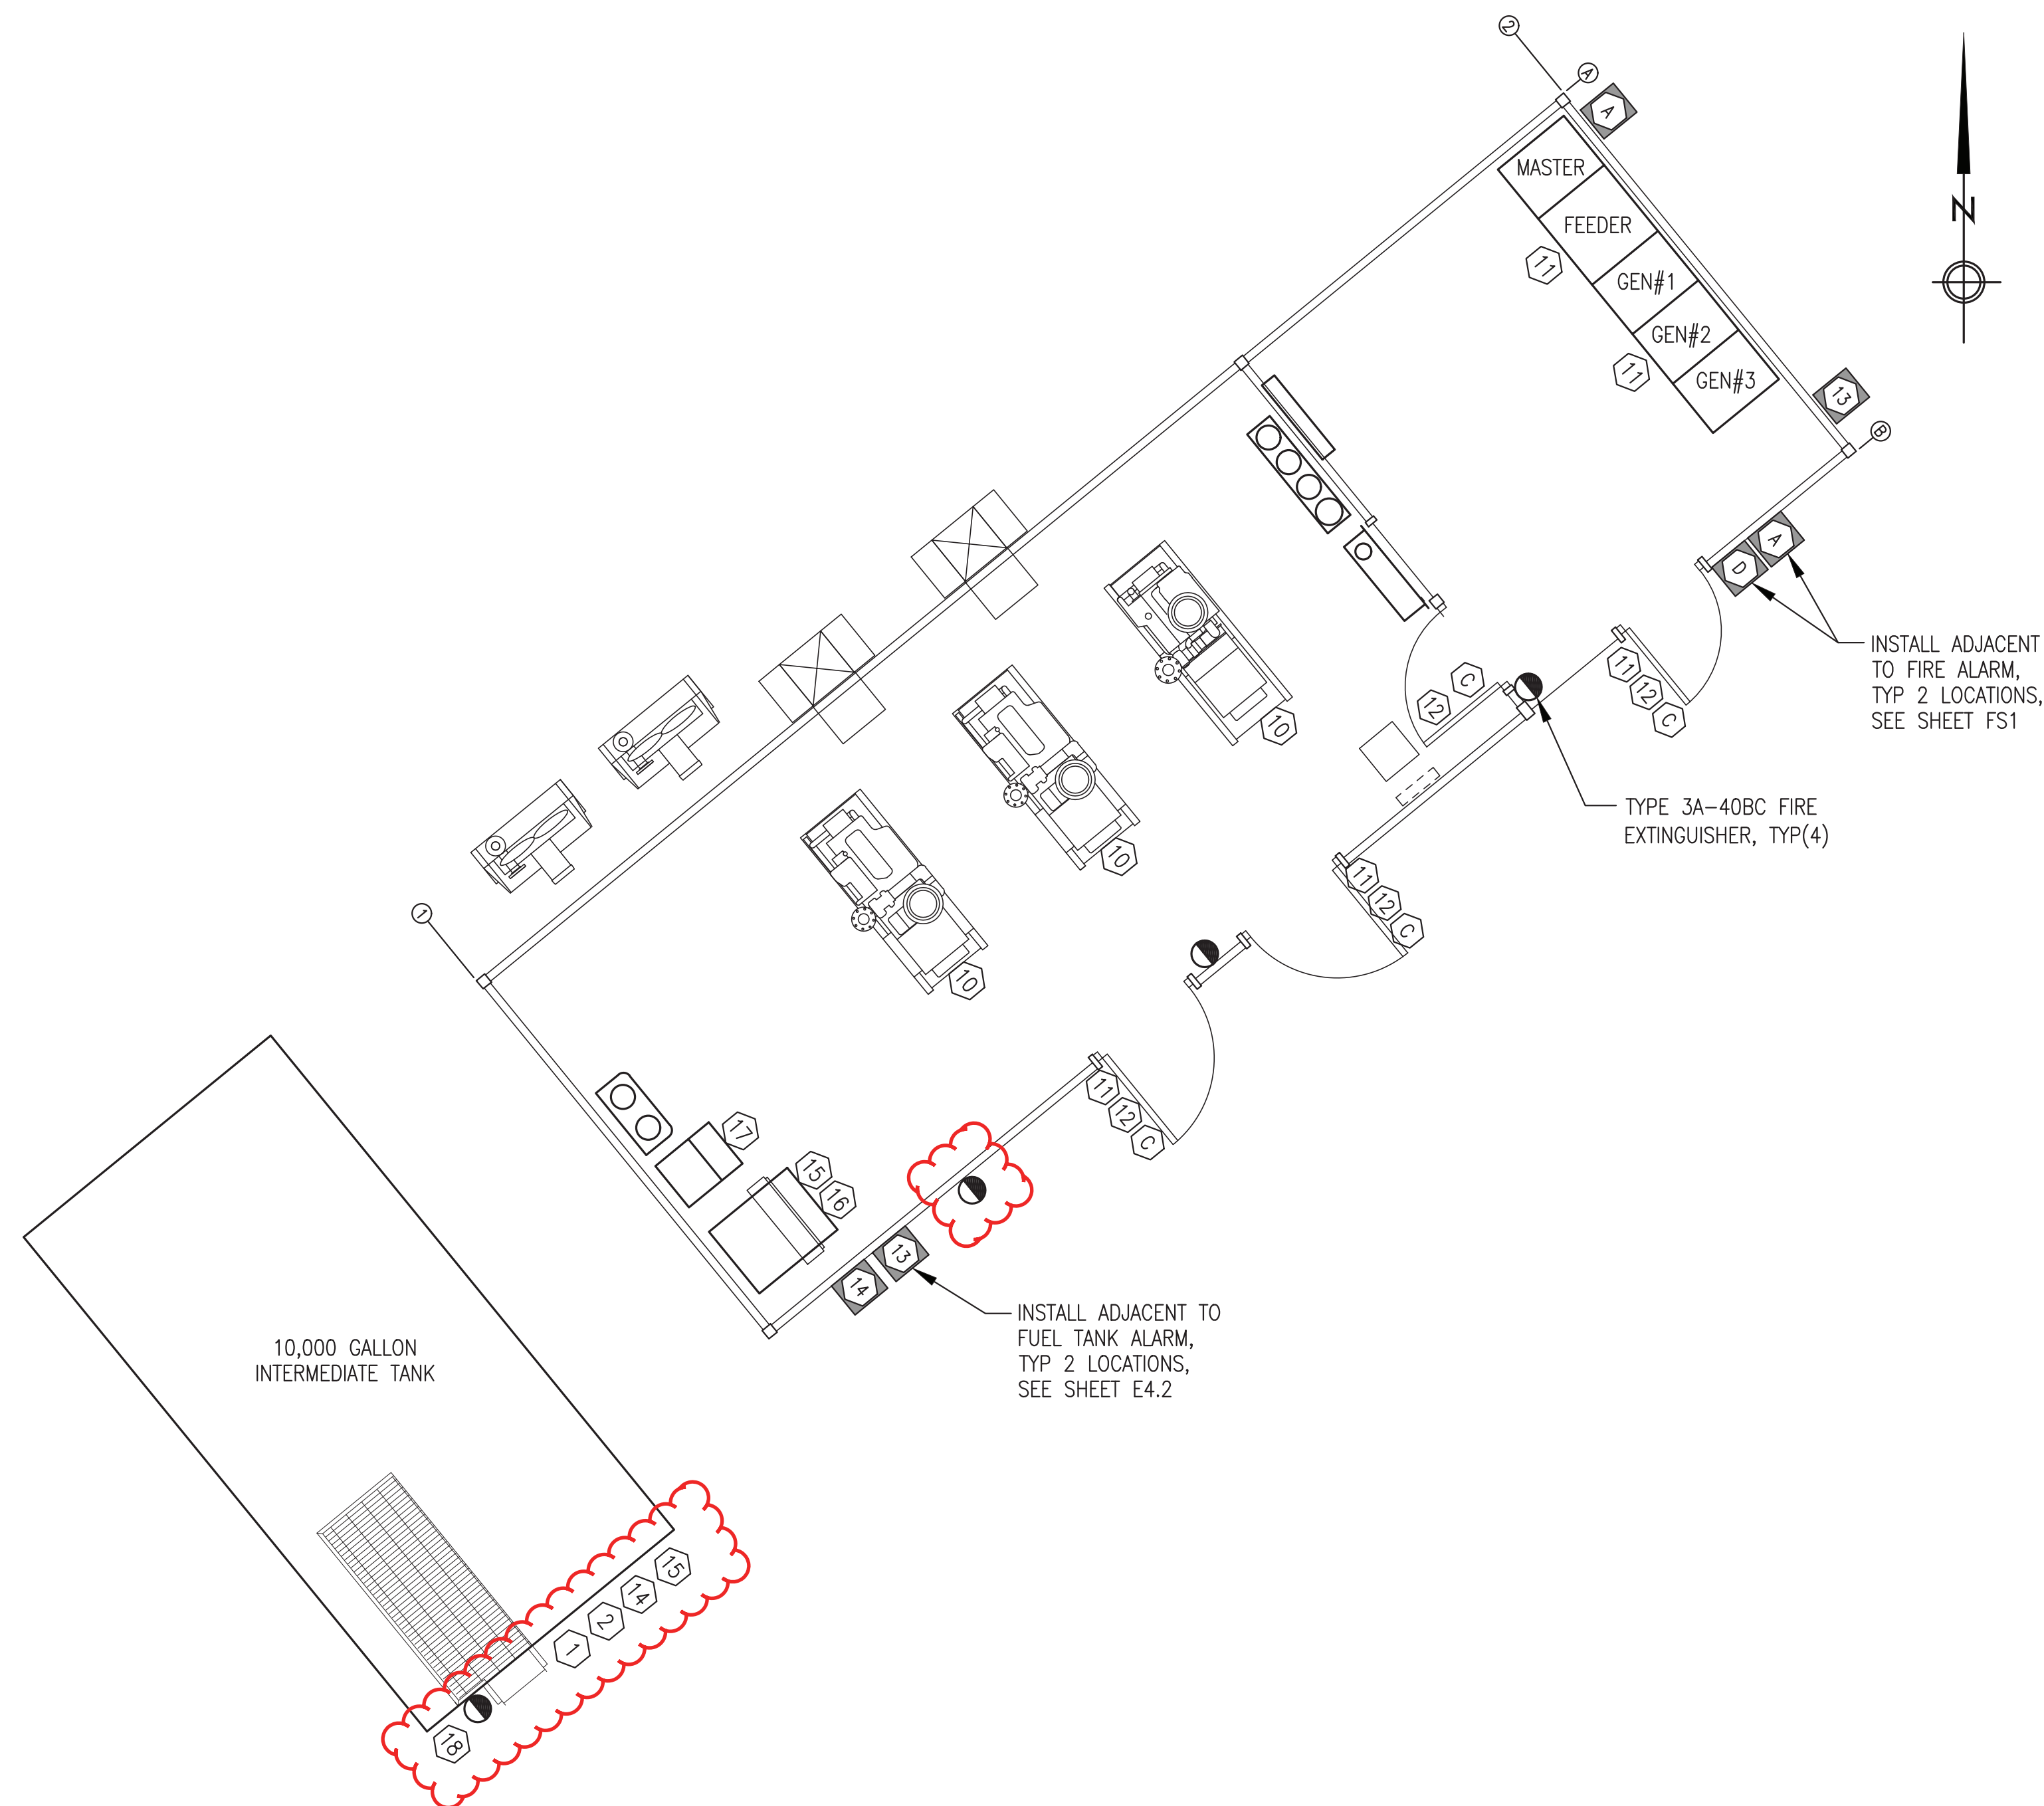 2
A
A
N
MASTER
FEEDER
GEN#1
GEN#2
GEN#3
11
11
13
B
A
D
INSTALL ADJACENT
TO FIRE ALARM,
TYP 2 LOCATIONS,
SEE SHEET FS1
11
12
C
C
12
10
TYPE 3A-40BC FIRE
EXTINGUISHER, TYP(4)
10
11
12
C
1
10
11
12
C
17
15
16
13
14
INSTALL ADJACENT TO
FUEL TANK ALARM,
TYP 2 LOCATIONS,
SEE SHEET E4.2
10,000 GALLON
INTERMEDIATE TANK
15
14
2
1
18